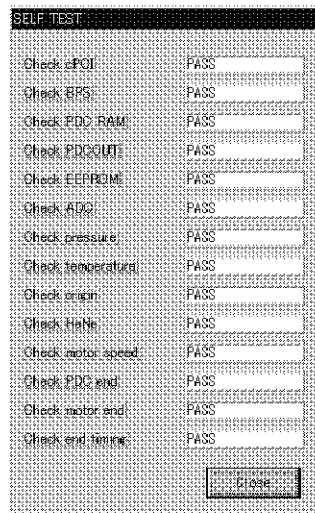 SELF TEST
Check cPCI PASS
Check BPS PASS
Check PDC RAM PASS
Check PDCOUT PASS
Check EEPROM PASS
Check ADC PASS
Check pressure PASS
Check temperature PASS
Check origin PASS
Check HeNe PASS
Check motor speed PASS
Check PDC end PASS
Check motor end PASS
Check end timing PASS
Close